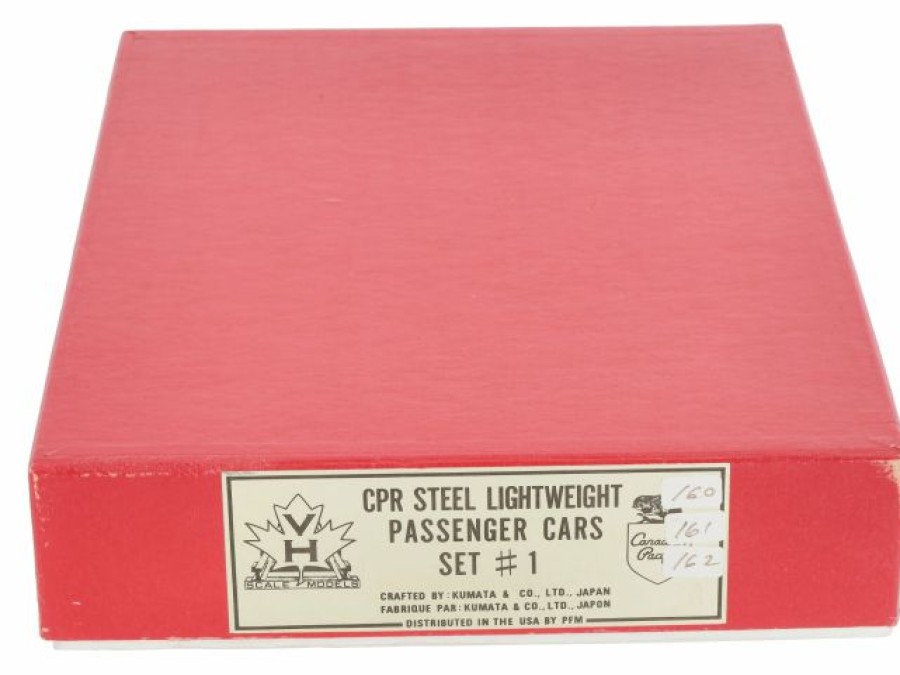 VH
SCALE MODELS
CPR STEEL LIGHTWEIGHT
PASSENGER CARS
SET #1
CRAFTED BY: KUMATA & CO., LTD., JAPAN
FABRIQUE PAR: KUMATA & CO., LTD., JAPON
DISTRIBUTED IN THE USA BY PFM
160
161
162